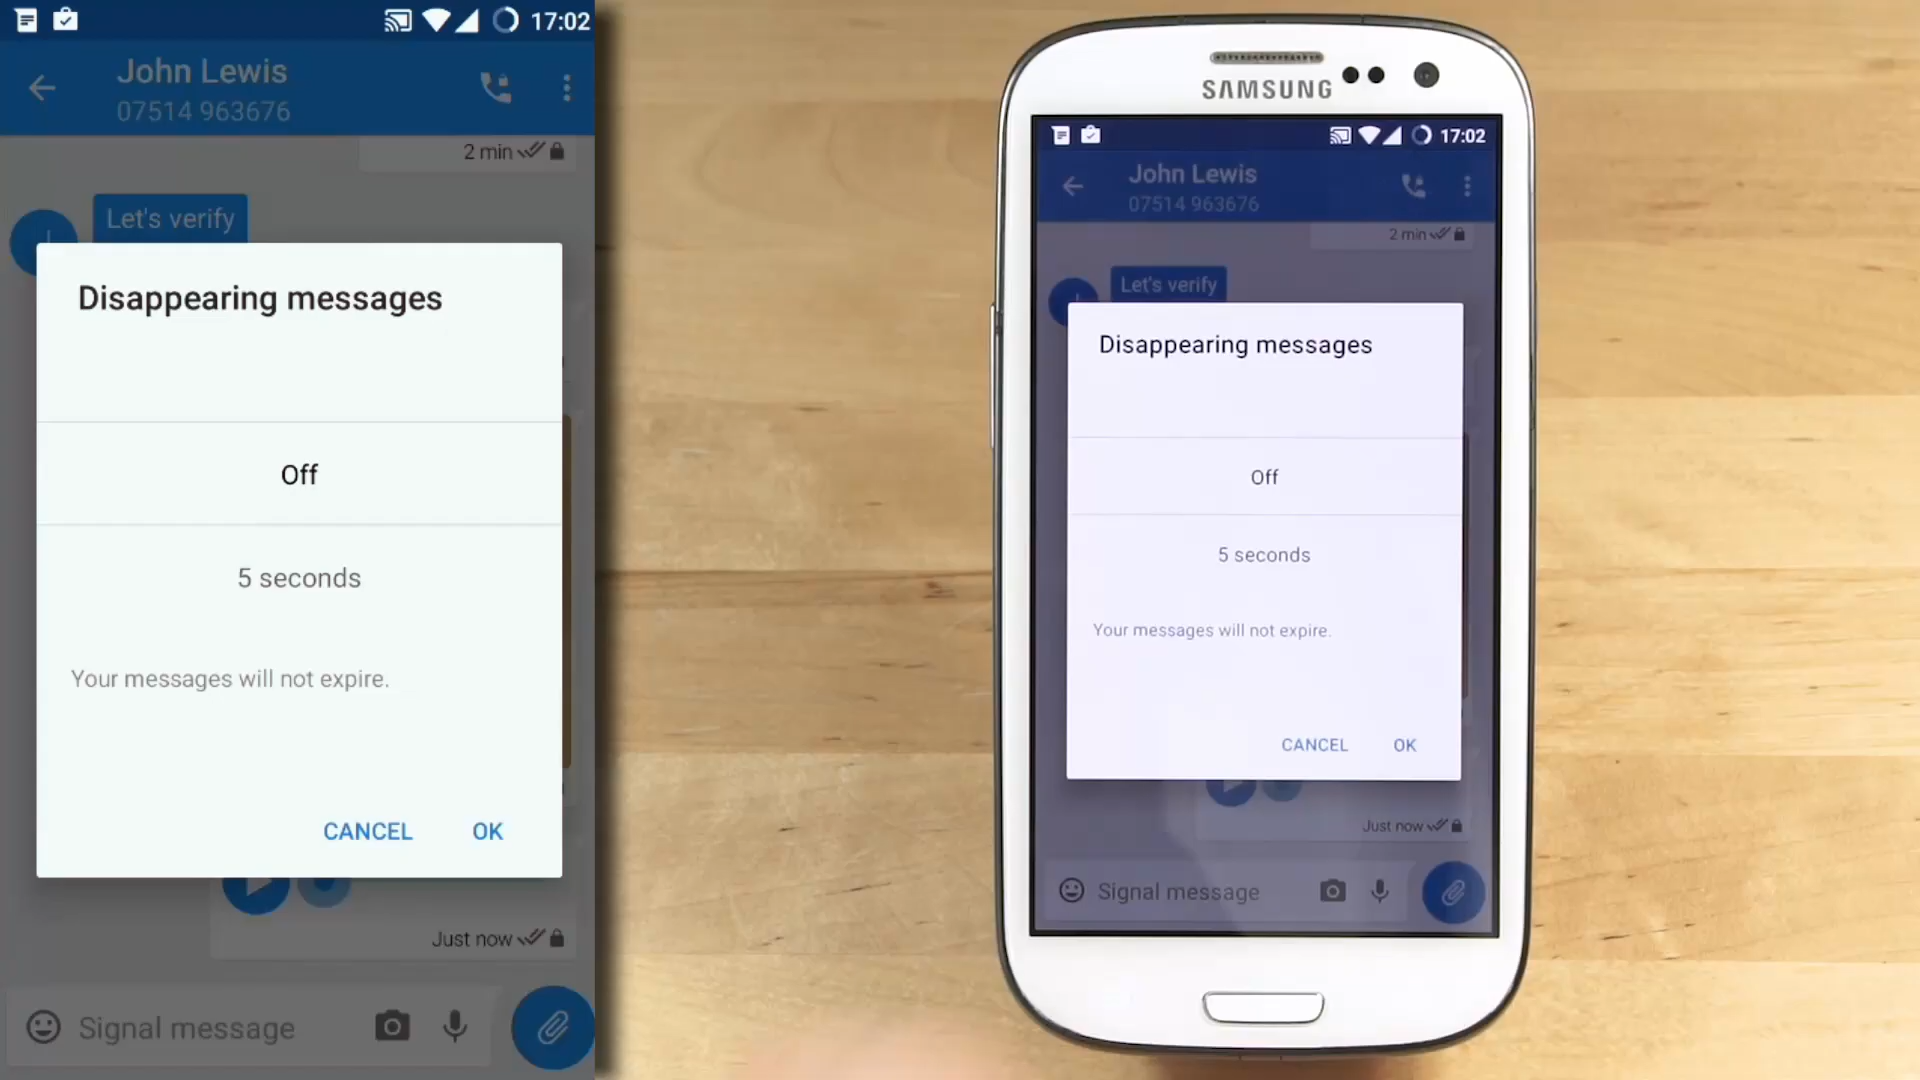 17:02
John Lewis
07514 963676
2 min
Let's verify
Disappearing messages
Off
5 seconds
Your messages will not expire.
CANCEL OK
Just now
Signal message
SAMSUNG
17:02
John Lewis
07514 963676
2 min
Let's verify
Disappearing messages
Off
5 seconds
Your messages will not expire.
CANCEL OK
Just now
Signal message